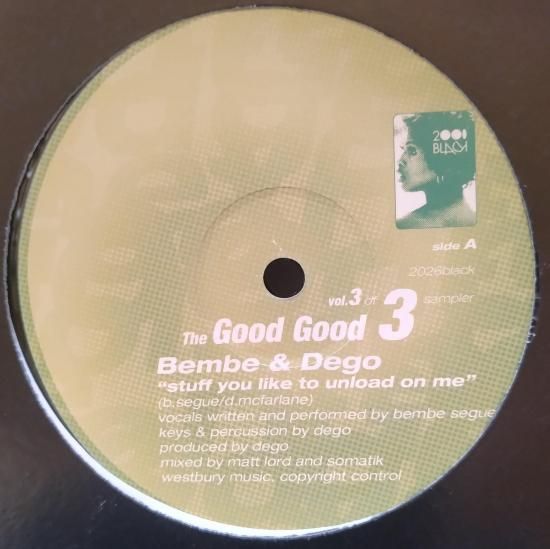 2000
BLACK
side A
2026black
vol.3 of 3 sampler
The Good Good
Bembe & Dego
"stuff you like to unload on me"
(b.segue/d.mcfarlane)
vocals written and performed by bembe segue
keys & percussion by dego
produced by dego
mixed by matt lord and somatik
westbury music, copyright control